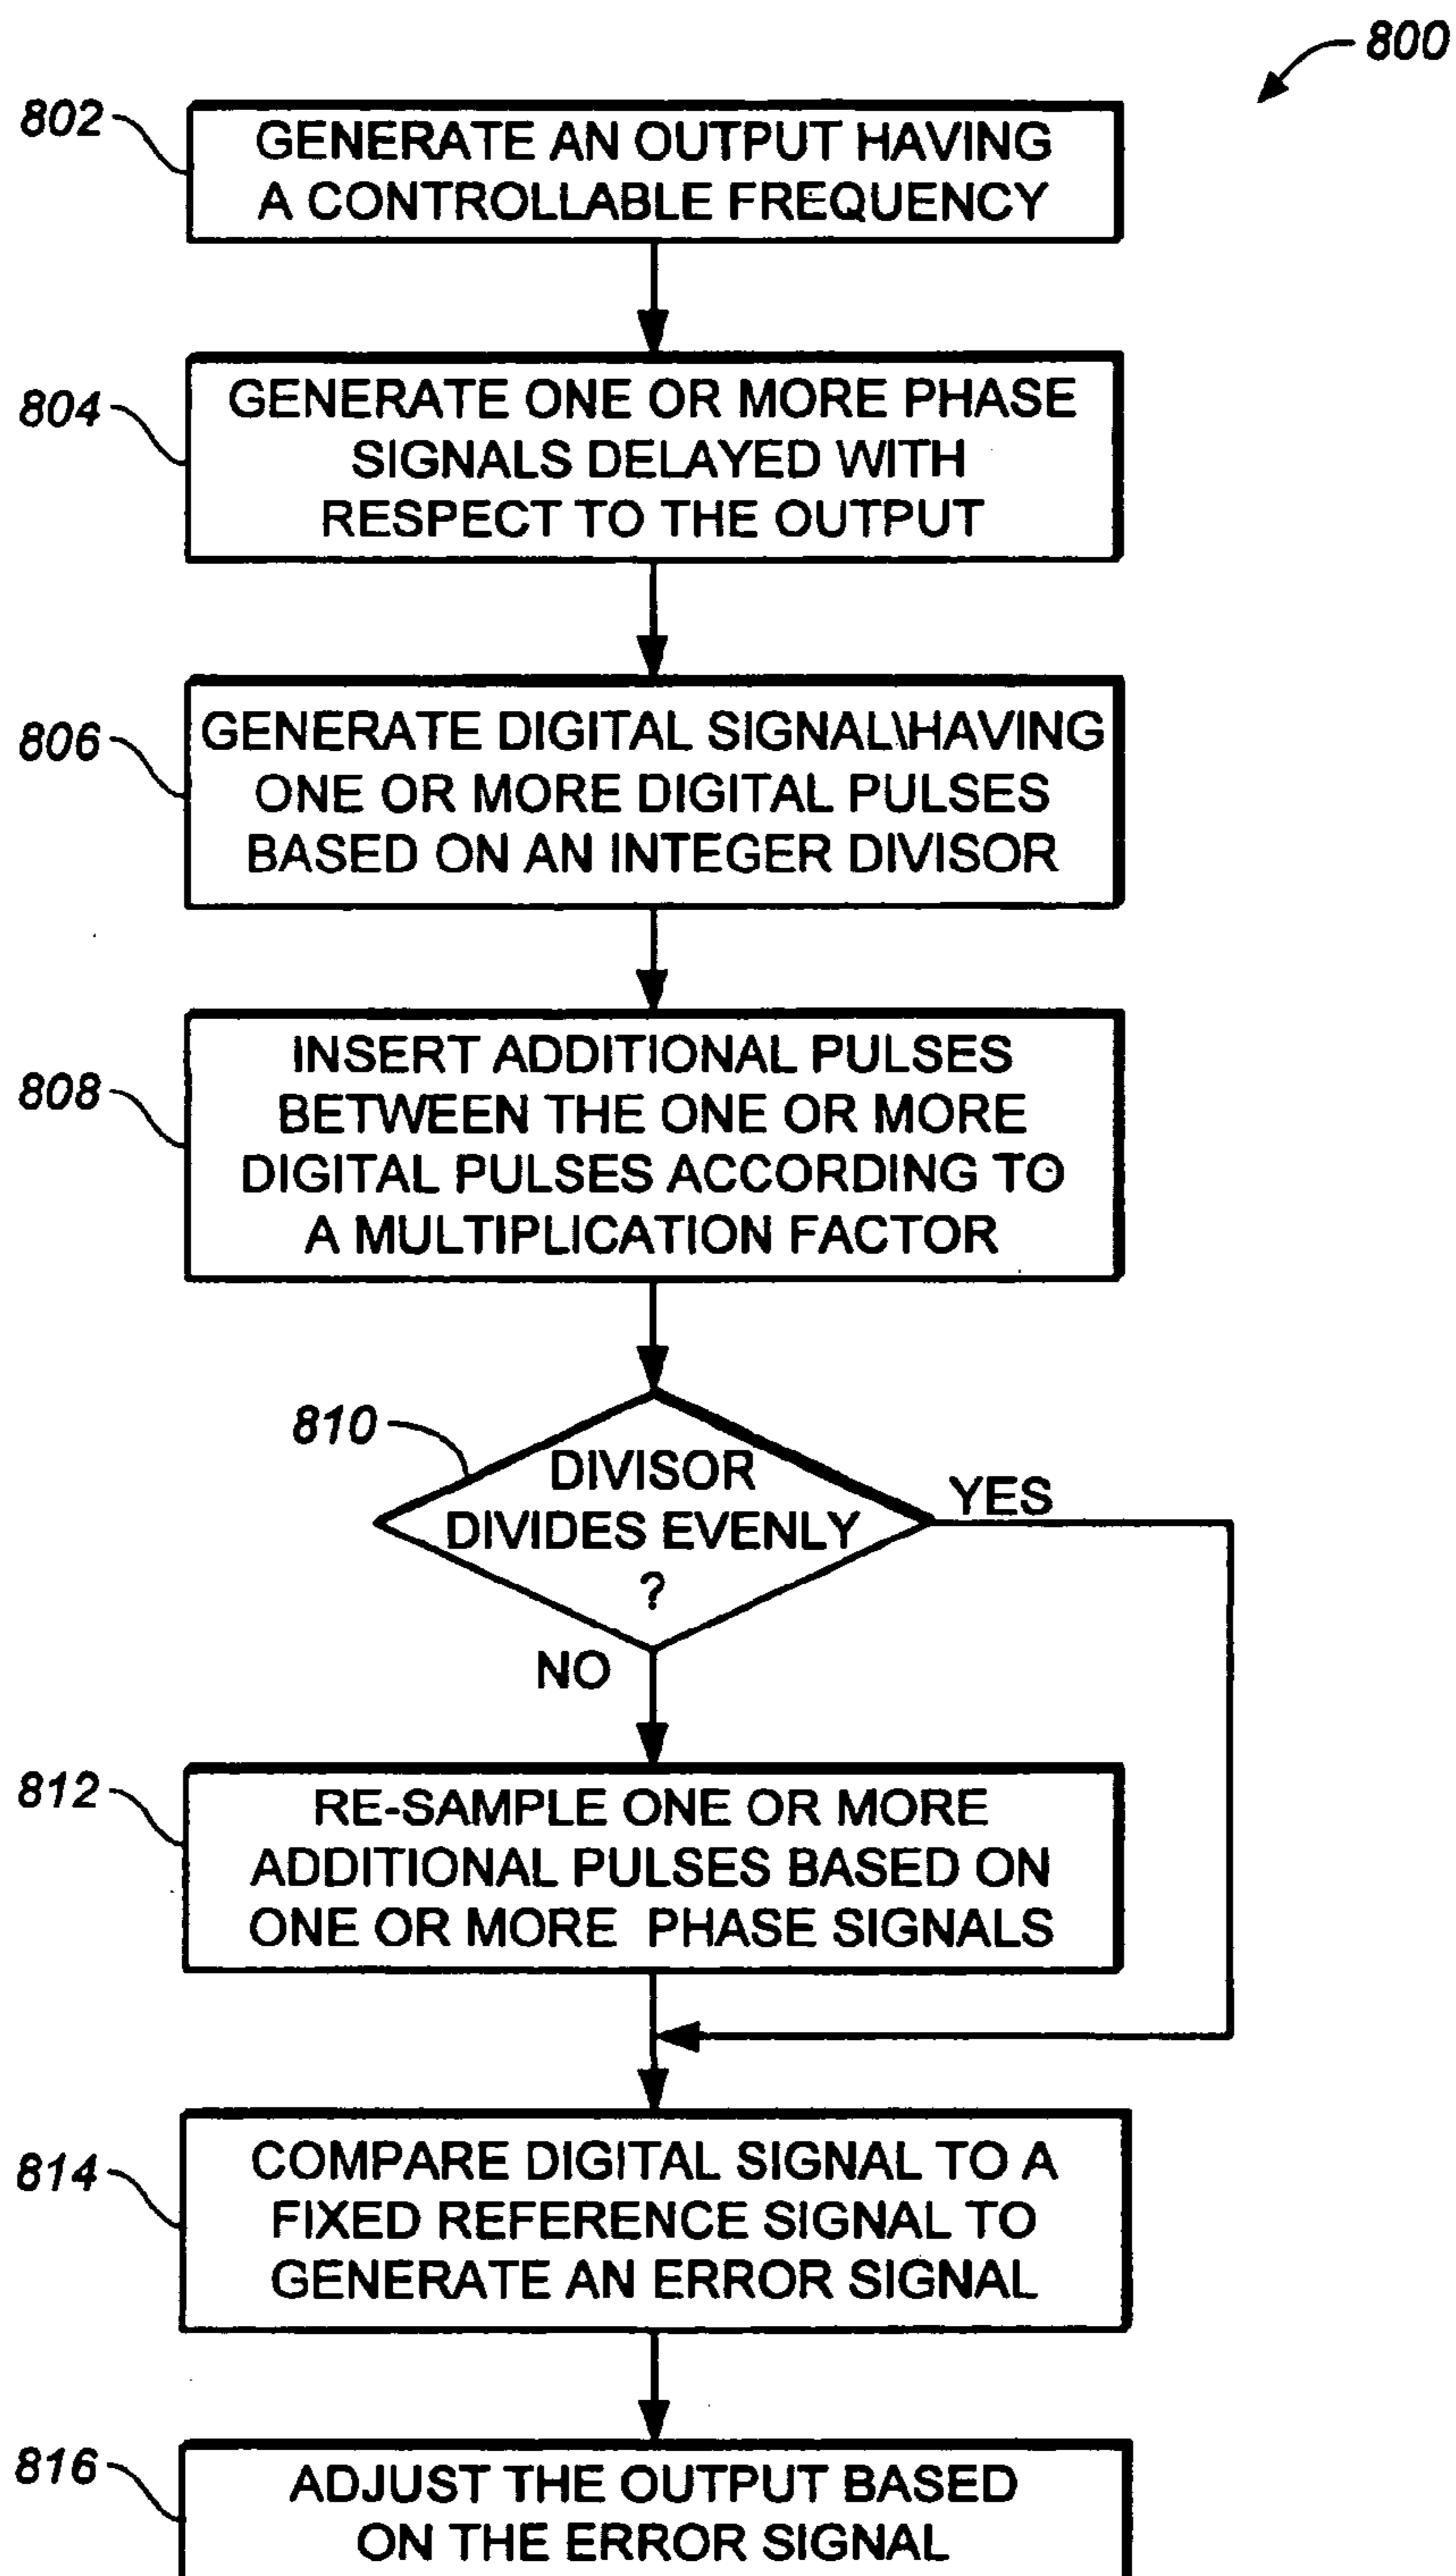 800
802
GENERATE AN OUTPUT HAVING
A CONTROLLABLE FREQUENCY
804
GENERATE ONE OR MORE PHASE
SIGNALS DELAYED WITH
RESPECT TO THE OUTPUT
806
GENERATE DIGITAL SIGNAL\HAVING
ONE OR MORE DIGITAL PULSES
BASED ON AN INTEGER DIVISOR
808
INSERT ADDITIONAL PULSES
BETWEEN THE ONE OR MORE
DIGITAL PULSES ACCORDING TO
A MULTIPLICATION FACTOR
810
DIVISOR
DIVIDES EVENLY
?
YES
NO
812
RE-SAMPLE ONE OR MORE
ADDITIONAL PULSES BASED ON
ONE OR MORE PHASE SIGNALS
814
COMPARE DIGITAL SIGNAL TO A
FIXED REFERENCE SIGNAL TO
GENERATE AN ERROR SIGNAL
816
ADJUST THE OUTPUT BASED
ON THE ERROR SIGNAL